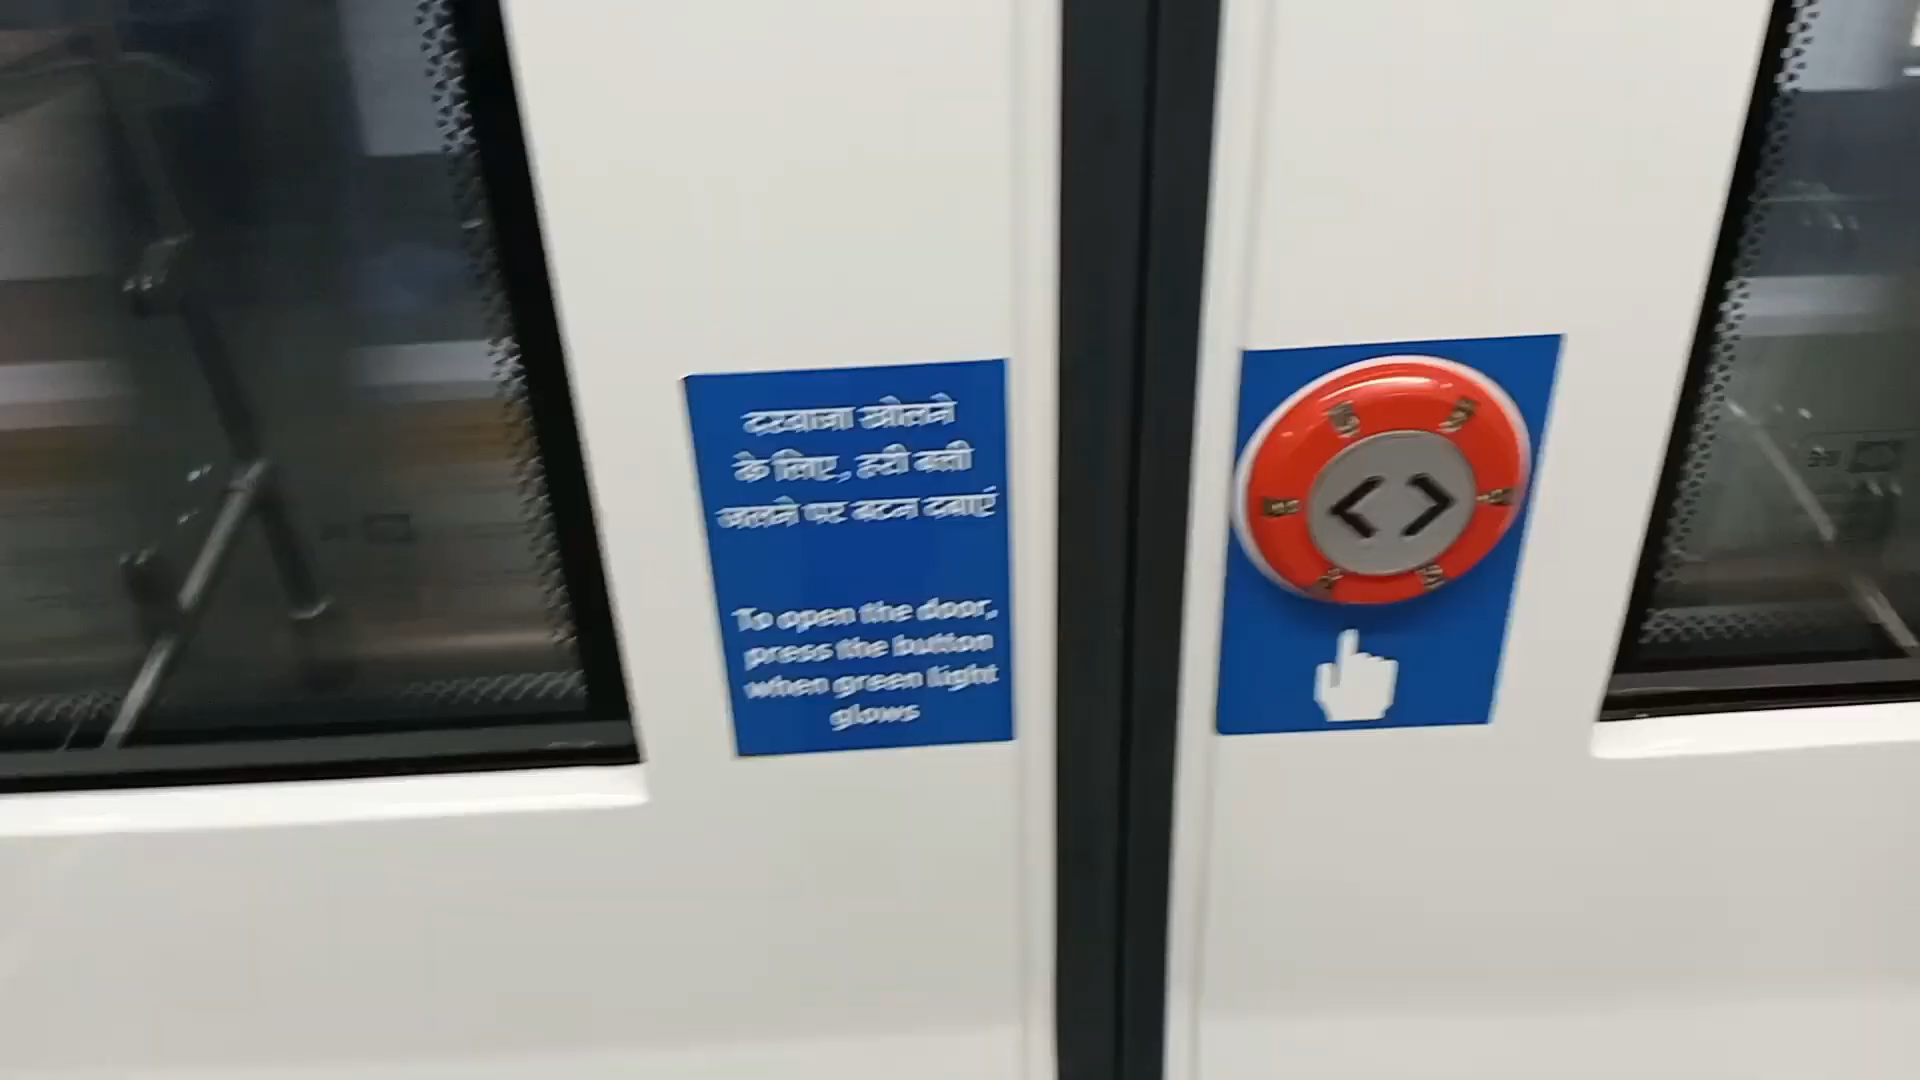 दरवाजा खोलने
के लिए, हरी बत्ती
जलने पर बटन दबाएं
To open the door,
press the button
when green light
glows
< >